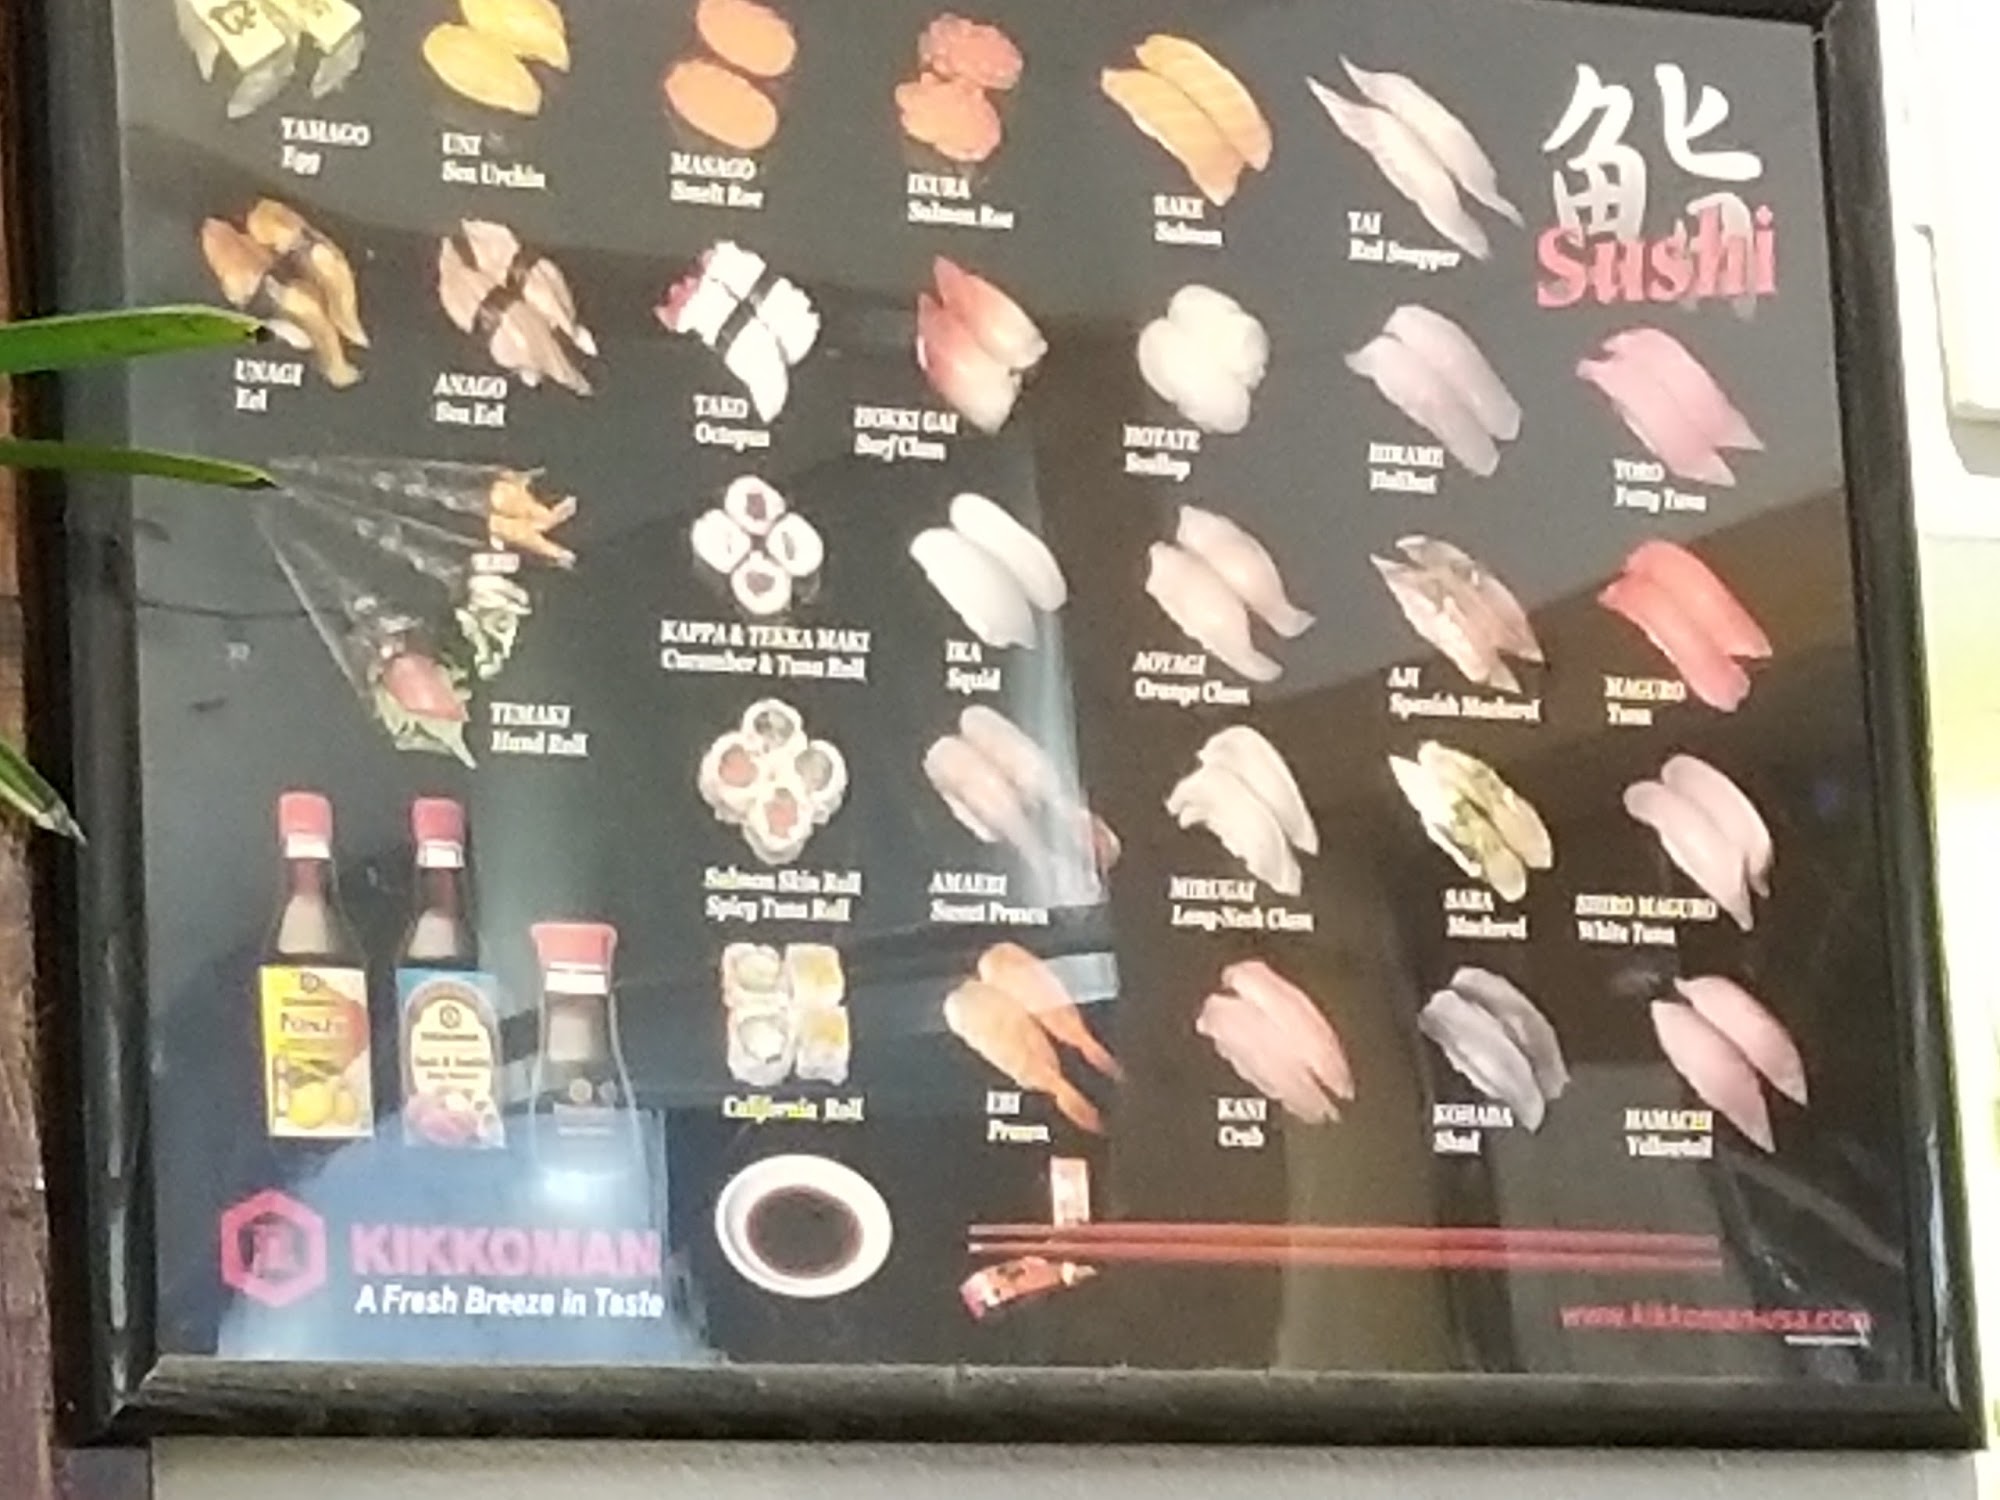 TAMAGO
Egg
UNI
Sea Urchin
MASAGO
Smelt Roe
IKURA
Salmon Roe
SAKE
Salmon
TAI
Red Snapper
鮨
Sushi
UNAGI
Eel
ANAGO
Sea Eel
TAKO
Octopus
HOKKI GAI
Surf Clam
HOTATE
Scallop
HIRAME
Halibut
TORO
Fatty Tuna
TEMAKI
Hand Roll
KAPPA & TEKKA MAKI
Cucumber & Tuna Roll
IKA
Squid
AOYAGI
Orange Clam
AJI
Spanish Mackerel
MAGURO
Tuna
Salmon Skin Roll
Spicy Tuna Roll
AMAEBI
Sweet Prawn
MIRUGAI
Long-Neck Clam
SABA
Mackerel
SHIRO MAGURO
White Tuna
California Roll
EBI
Prawn
KANI
Crab
KOHADA
Shad
HAMACHI
Yellowtail
KIKKOMAN
A Fresh Breeze in Taste
www.kikkoman-usa.com